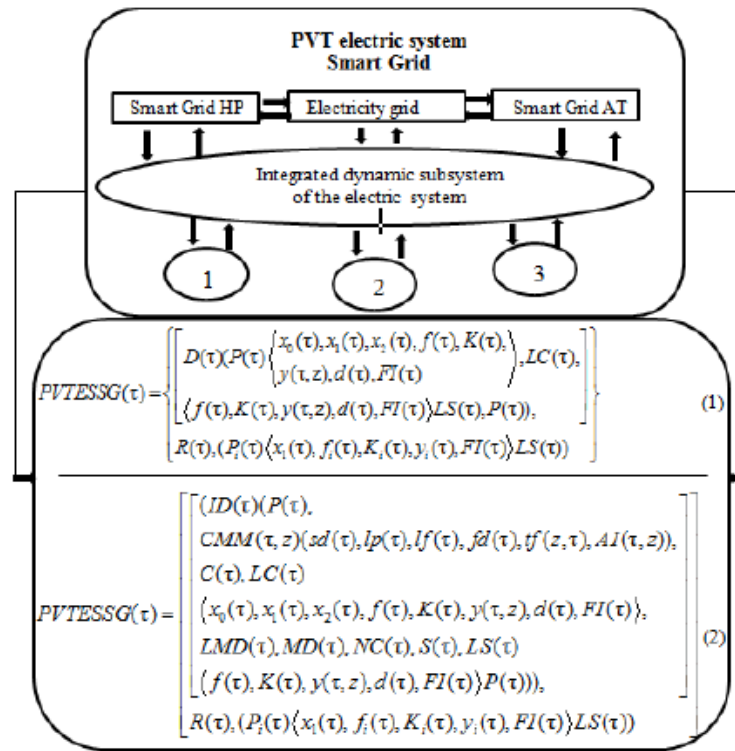 PVT electric system
Smart Grid
Smart Grid HP
Electricity grid
Smart Grid AT
Integrated dynamic subsystem
of the electric system
1
2
3
PVTESSG(τ)={[D(τ)(P(τ)⟨x₀(τ),x₁(τ),x₂(τ),f(τ),K(τ),
y(τ,z),d(τ),FI(τ)⟩,LC(τ),
⟨f(τ),K(τ),y(τ,z),d(τ),FI(τ)⟩LS(τ),P(τ)),]
R(τ),(Pᵢ(τ)⟨x₁(τ),fᵢ(τ),Kᵢ(τ),yᵢ(τ),FI(τ)⟩LS(τ))}
(1)
PVTESSG(τ)=[[(ID(τ)(P(τ),
CMM(τ,z)(sd(τ),lp(τ),lf(τ),fd(τ),tf(z,τ),AI(τ,z)),
C(τ),LC(τ)
⟨x₀(τ),x₁(τ),x₂(τ),f(τ),K(τ),y(τ,z),d(τ),FI(τ)⟩,
LMD(τ),MD(τ),NC(τ),S(τ),LS(τ)
⟨f(τ),K(τ),y(τ,z),d(τ),FI(τ)⟩P(τ))),]
R(τ),(Pᵢ(τ)⟨x₁(τ),fᵢ(τ),Kᵢ(τ),yᵢ(τ),FI(τ)⟩LS(τ))]
(2)